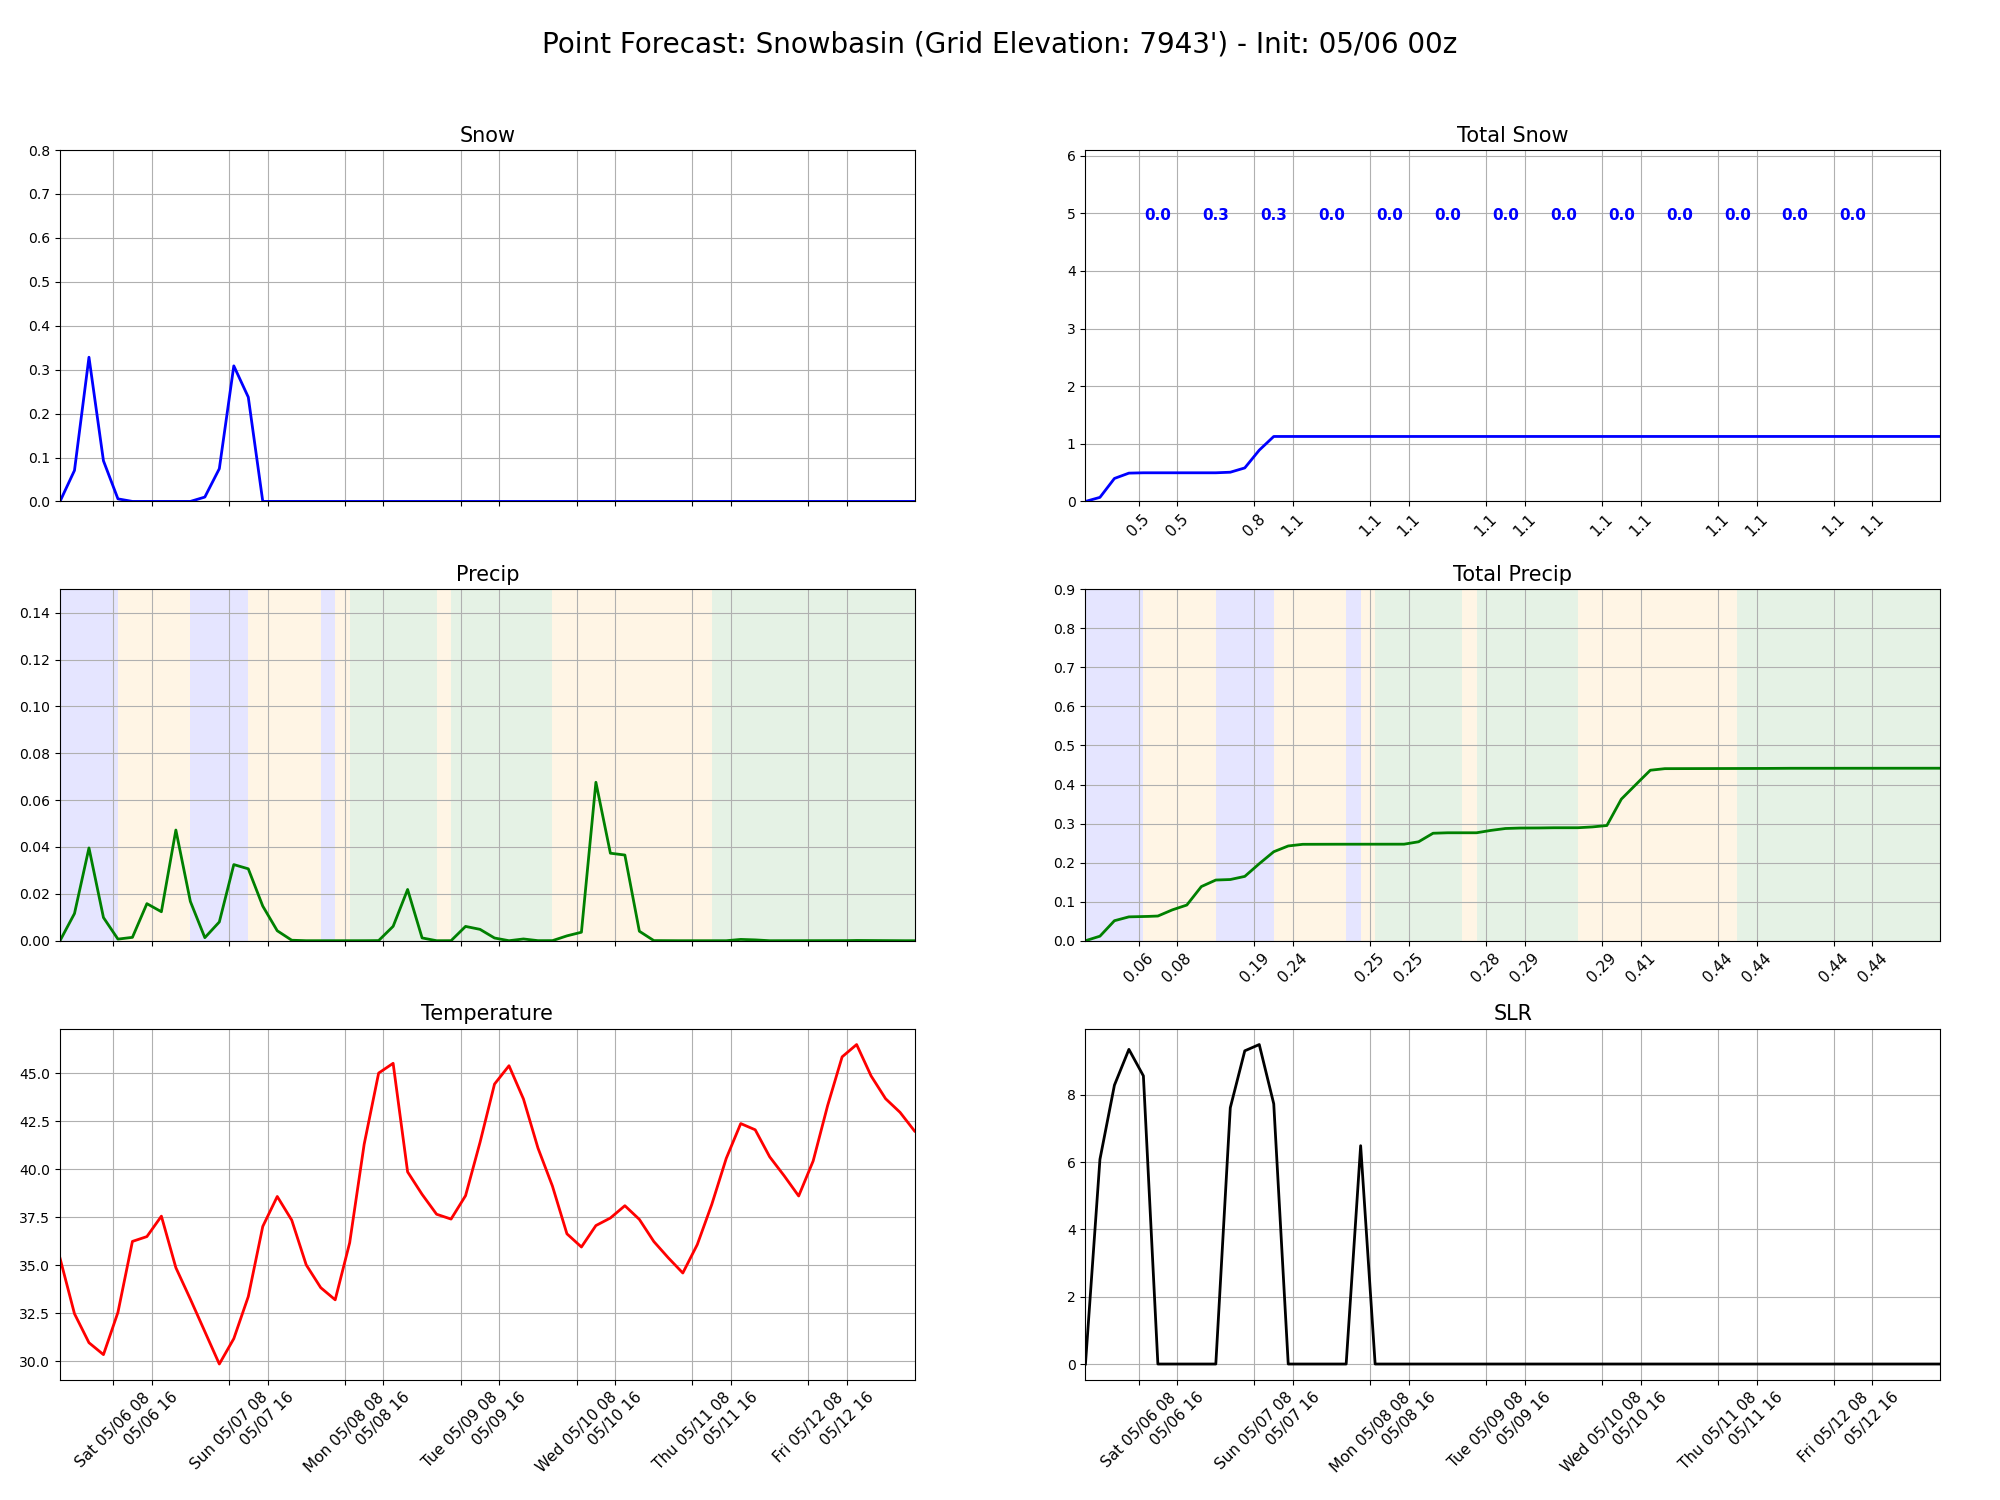 Point Forecast: Snowbasin (Grid Elevation: 7943') - Init: 05/06 00z
Snow
0.8
0.7
0.6
0.5
0.4
0.3
0.2
0.1
0.0
Total Snow
6
5
4
3
2
1
0
0.0 0.3 0.3 0.0 0.0 0.0 0.0 0.0 0.0 0.0 0.0 0.0 0.0
0.5 0.5 0.8 1.1 1.1 1.1 1.1 1.1 1.1 1.1 1.1 1.1 1.1 1.1
Precip
0.14
0.12
0.10
0.08
0.06
0.04
0.02
0.00
Total Precip
0.9
0.8
0.7
0.6
0.5
0.4
0.3
0.2
0.1
0.0
0.06 0.08 0.19 0.24 0.25 0.25 0.28 0.29 0.29 0.41 0.44 0.44 0.44 0.44
Temperature
45.0
42.5
40.0
37.5
35.0
32.5
30.0
Sat 05/06 08
05/06 16
Sun 05/07 08
05/07 16
Mon 05/08 08
05/08 16
Tue 05/09 08
05/09 16
Wed 05/10 08
05/10 16
Thu 05/11 08
05/11 16
Fri 05/12 08
05/12 16
SLR
8
6
4
2
0
Sat 05/06 08
05/06 16
Sun 05/07 08
05/07 16
Mon 05/08 08
05/08 16
Tue 05/09 08
05/09 16
Wed 05/10 08
05/10 16
Thu 05/11 08
05/11 16
Fri 05/12 08
05/12 16